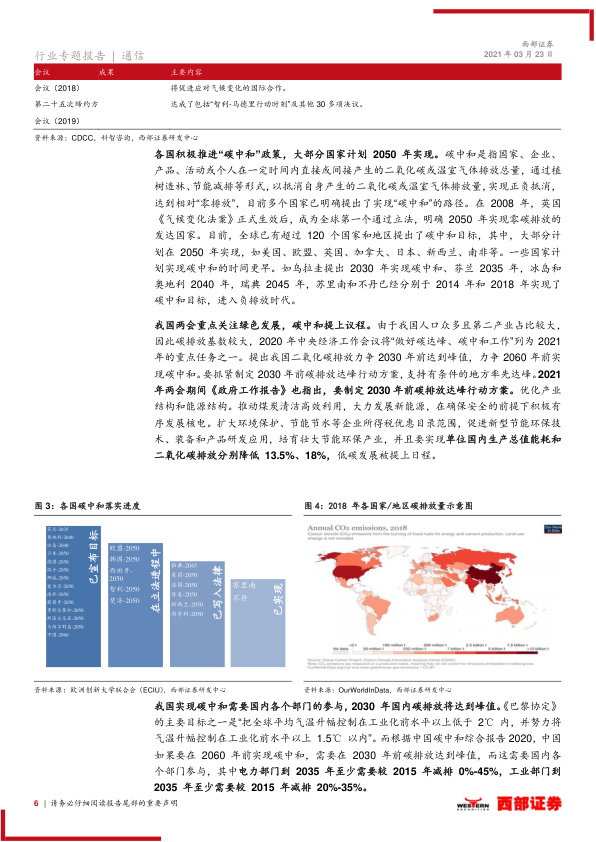 西部证券
行业专题报告 | 通信
2021 年 03 月 23 日
会议 成果 主要内容
会议（2018） 将促进应对气候变化的国际合作。
第二十五次缔约方 达成了包括“智利-马德里行动时刻”及其他 30 多项决议。
会议（2019）
资料来源：CDCC，科智咨询，西部证券研发中心
各国积极推进“碳中和”政策，大部分国家计划 2050 年实现。碳中和是指国家、企业、
产品、活动或个人在一定时间内直接或间接产生的二氧化碳或温室气体排放总量，通过植
树造林、节能减排等形式，以抵消自身产生的二氧化碳或温室气体排放量，实现正负抵消，
达到相对“零排放”，目前多个国家已明确提出了实现“碳中和”的路径。在 2008 年，英国
《气候变化法案》正式生效后，成为全球第一个通过立法，明确 2050 年实现零碳排放的
发达国家。目前，全球已有超过 120 个国家和地区提出了碳中和目标，其中，大部分计
划在 2050 年实现，如美国、欧盟、英国、加拿大、日本、新西兰、南非等。一些国家计
划实现碳中和的时间更早。如乌拉圭提出 2030 年实现碳中和、芬兰 2035 年，冰岛和
奥地利 2040 年，瑞典 2045 年，苏里南和不丹已经分别于 2014 年和 2018 年实现了
碳中和目标，进入负排放时代。
我国两会重点关注绿色发展，碳中和提上议程。由于我国人口众多且第二产业占比较大，
因此碳排放基数较大，2020 年中央经济工作会议将“做好碳达峰、碳中和工作”列为 2021
年的重点任务之一。提出我国二氧化碳排放力争 2030 年前达到峰值，力争 2060 年前实
现碳中和。要抓紧制定 2030 年前碳排放达峰行动方案，支持有条件的地方率先达峰。2021
年两会期间《政府工作报告》也指出，要制定 2030 年前碳排放达峰行动方案。优化产业
结构和能源结构。推动煤炭清洁高效利用，大力发展新能源，在确保安全的前提下积极有
序发展核电。扩大环境保护、节能节水等企业所得税优惠目录范围，促进新型节能环保技
术、装备和产品研发应用，培育壮大节能环保产业，并且要实现单位国内生产总值能耗和
二氧化碳排放分别降低 13.5%、18%，低碳发展被提上日程。
图 3：各国碳中和落实进度
图 4：2018 年各国家/地区碳排放量示意图
已宣布目标
欧盟-2050
韩国-2050
西班牙-
2050
智利-2050
斐济-2050
在立法进程中
瑞典-2045
英国-2050
法国-2050
丹麦-2050
新西兰-2050
匈牙利-2050
已写入法律
苏里南
不丹
已实现
Annual CO₂ emissions, 2018
Carbon dioxide (CO₂) emissions from the burning of fossil fuels for energy and cement production. Land use
change is not included.
Our World
in Data
资料来源：欧洲创新大学联合会（ECIU），西部证券研发中心
资料来源：OurWorldInData，西部证券研发中心
我国实现碳中和需要国内各个部门的参与，2030 年国内碳排放将达到峰值。《巴黎协定》
的主要目标之一是“把全球平均气温升幅控制在工业化前水平以上低于 2℃ 内，并努力将
气温升幅控制在工业化前水平以上 1.5℃ 以内”。而根据中国碳中和综合报告 2020，中国
如果要在 2060 年前实现碳中和，需要在 2030 年前碳排放达到峰值，而这需要国内各
个部门参与，其中电力部门到 2035 年至少需要较 2015 年减排 0%-45%，工业部门到
2035 年至少需要较 2015 年减排 20%-35%。
6 | 请务必仔细阅读报告尾部的重要声明
WESTERN
SECURITIES
西部证券